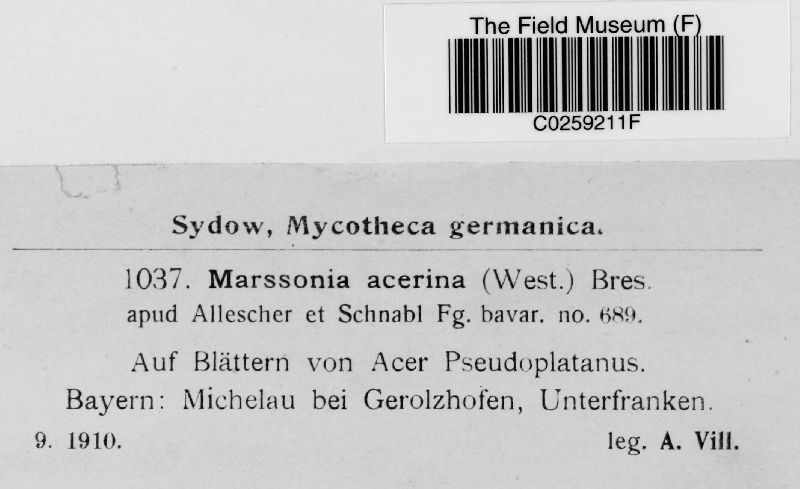 The Field Museum (F)
C0259211F
Sydow, Mycotheca germanica.
1037. Marssonia acerina (West.) Bres.
apud Allescher et Schnabl Fg. bavar. no. 689.
Auf Blättern von Acer Pseudoplatanus.
Bayern: Michelau bei Gerolzhofen, Unterfranken.
9. 1910. leg. A. Vill.